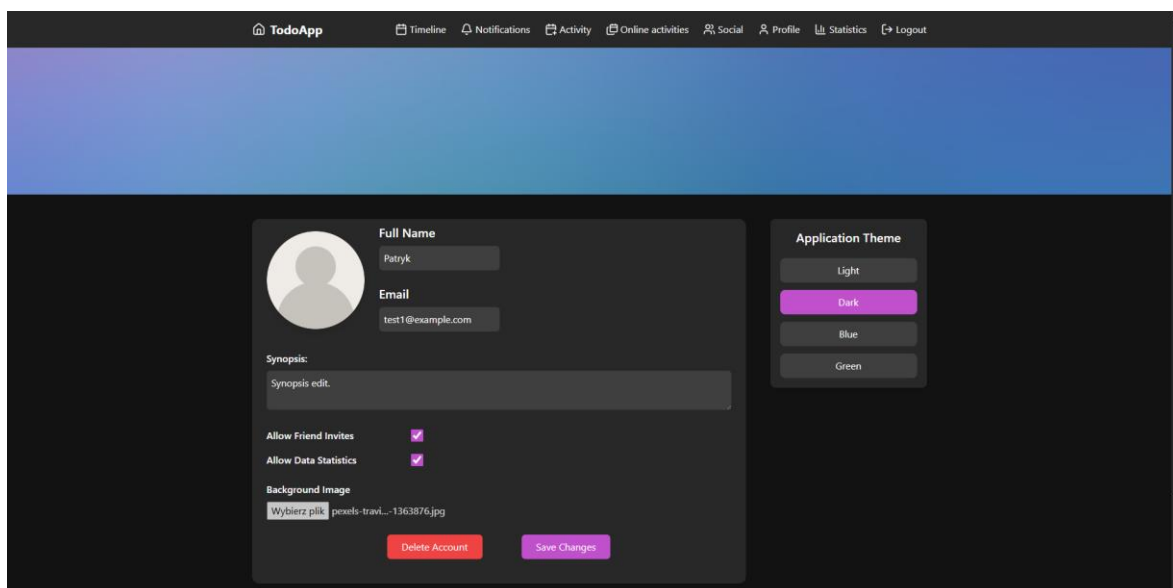 TodoApp Timeline Notifications Activity Online activities Social Profile Statistics Logout
Full Name
Patryk
Email
test1@example.com
Synopsis:
Synopsis edit.
Allow Friend Invites
Allow Data Statistics
Background Image
Wybierz plik pexels-travi...-1363876.jpg
Delete Account Save Changes
Application Theme
Light
Dark
Blue
Green